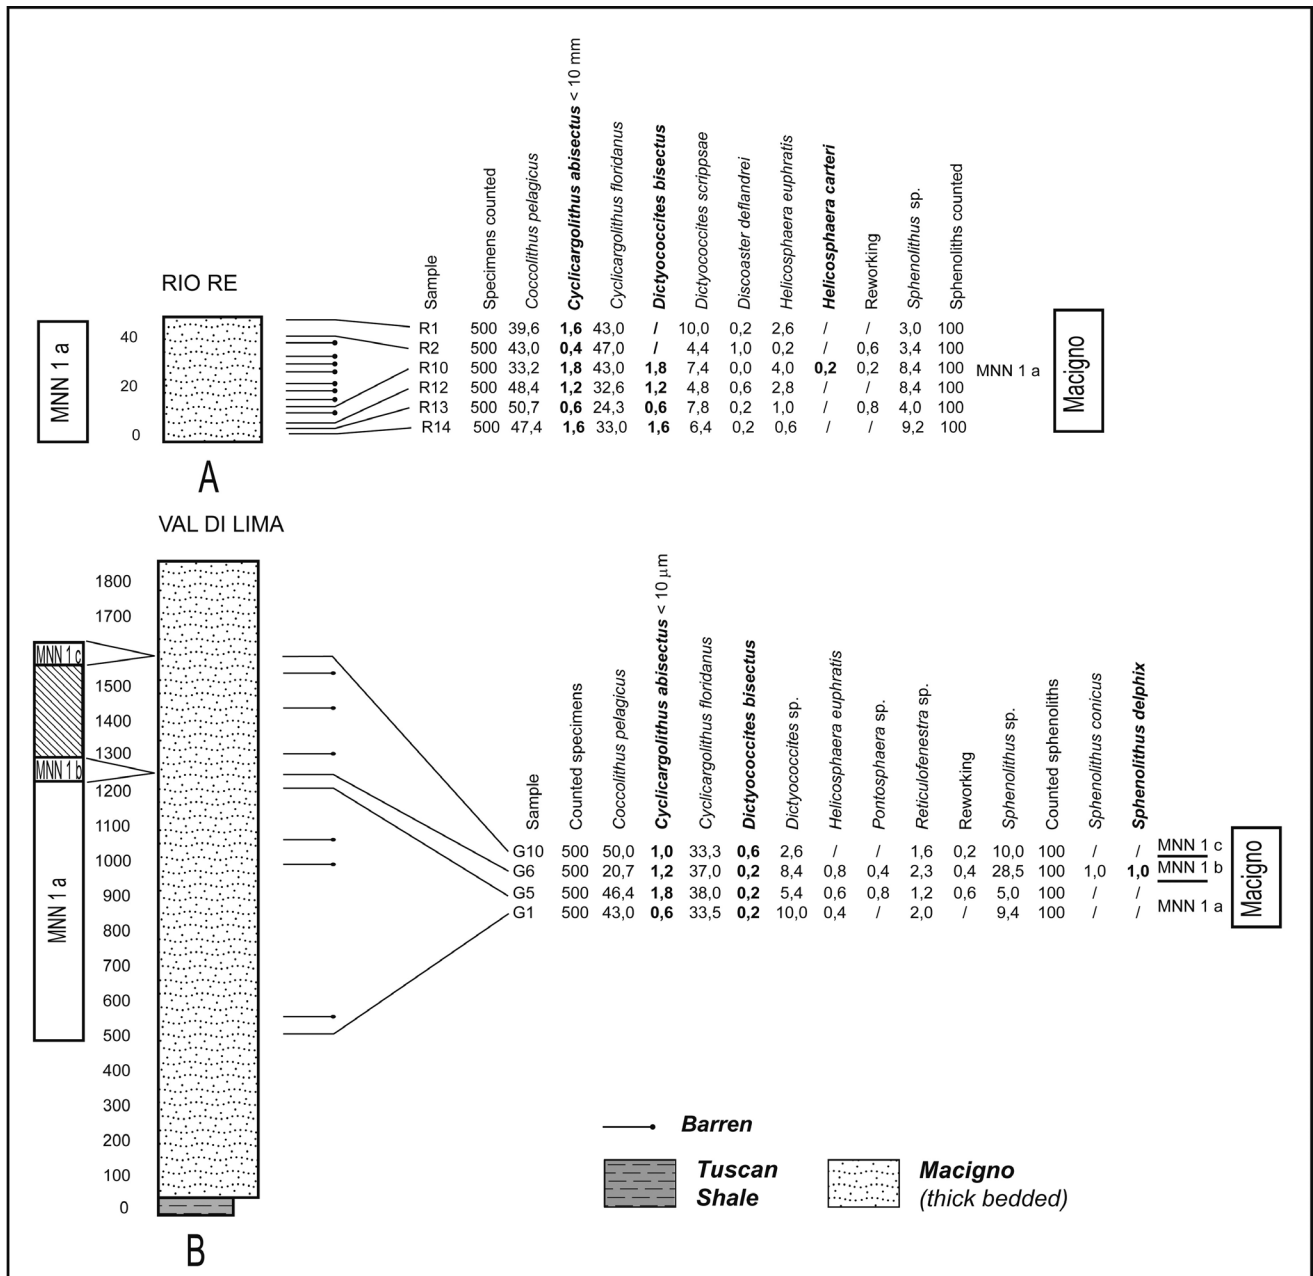 RIO RE
MNN 1 a
40
20
0
A
Sample
Specimens counted
Coccolithus pelagicus
Cyclicargolithus abisectus < 10 mm
Cyclicargolithus floridanus
Dictyococcites bisectus
Dictyococcites scrippsae
Discoaster deflandrei
Helicosphaera euphratis
Helicosphaera carteri
Reworking
Sphenolithus sp.
Sphenoliths counted
R1 500 39,6 1,6 43,0 / 10,0 0,2 2,6 / / 3,0 100
R2 500 43,0 0,4 47,0 / 4,4 1,0 0,2 / 0,6 3,4 100
R10 500 33,2 1,8 43,0 1,8 7,4 0,0 4,0 0,2 0,2 8,4 100 MNN 1 a
R12 500 48,4 1,2 32,6 1,2 4,8 0,6 2,8 / / 8,4 100
R13 500 50,7 0,6 24,3 0,6 7,8 0,2 1,0 / 0,8 4,0 100
R14 500 47,4 1,6 33,0 1,6 6,4 0,2 0,6 / / 9,2 100
Macigno
VAL DI LIMA
MNN 1 c
MNN 1 b
MNN 1 a
1800
1700
1500
1400
1300
1200
1100
1000
900
800
700
600
500
400
300
200
100
0
B
Sample
Counted specimens
Coccolithus pelagicus
Cyclicargolithus abisectus < 10 µm
Cyclicargolithus floridanus
Dictyococcites bisectus
Dictyococcites sp.
Helicosphaera euphratis
Pontosphaera sp.
Reticulofenestra sp.
Reworking
Sphenolithus sp.
Counted sphenoliths
Sphenolithus conicus
Sphenolithus delphix
G10 500 50,0 1,0 33,3 0,6 2,6 / / 1,6 0,2 10,0 100 / / MNN 1 c
G6 500 20,7 1,2 37,0 0,2 8,4 0,8 0,4 2,3 0,4 28,5 100 1,0 1,0 MNN 1 b
G5 500 46,4 1,8 38,0 0,2 5,4 0,6 0,8 1,2 0,6 5,0 100 / /
G1 500 43,0 0,6 33,5 0,2 10,0 0,4 / 2,0 / 9,4 100 / / MNN 1 a
Macigno
Barren
Tuscan
Shale
Macigno
(thick bedded)